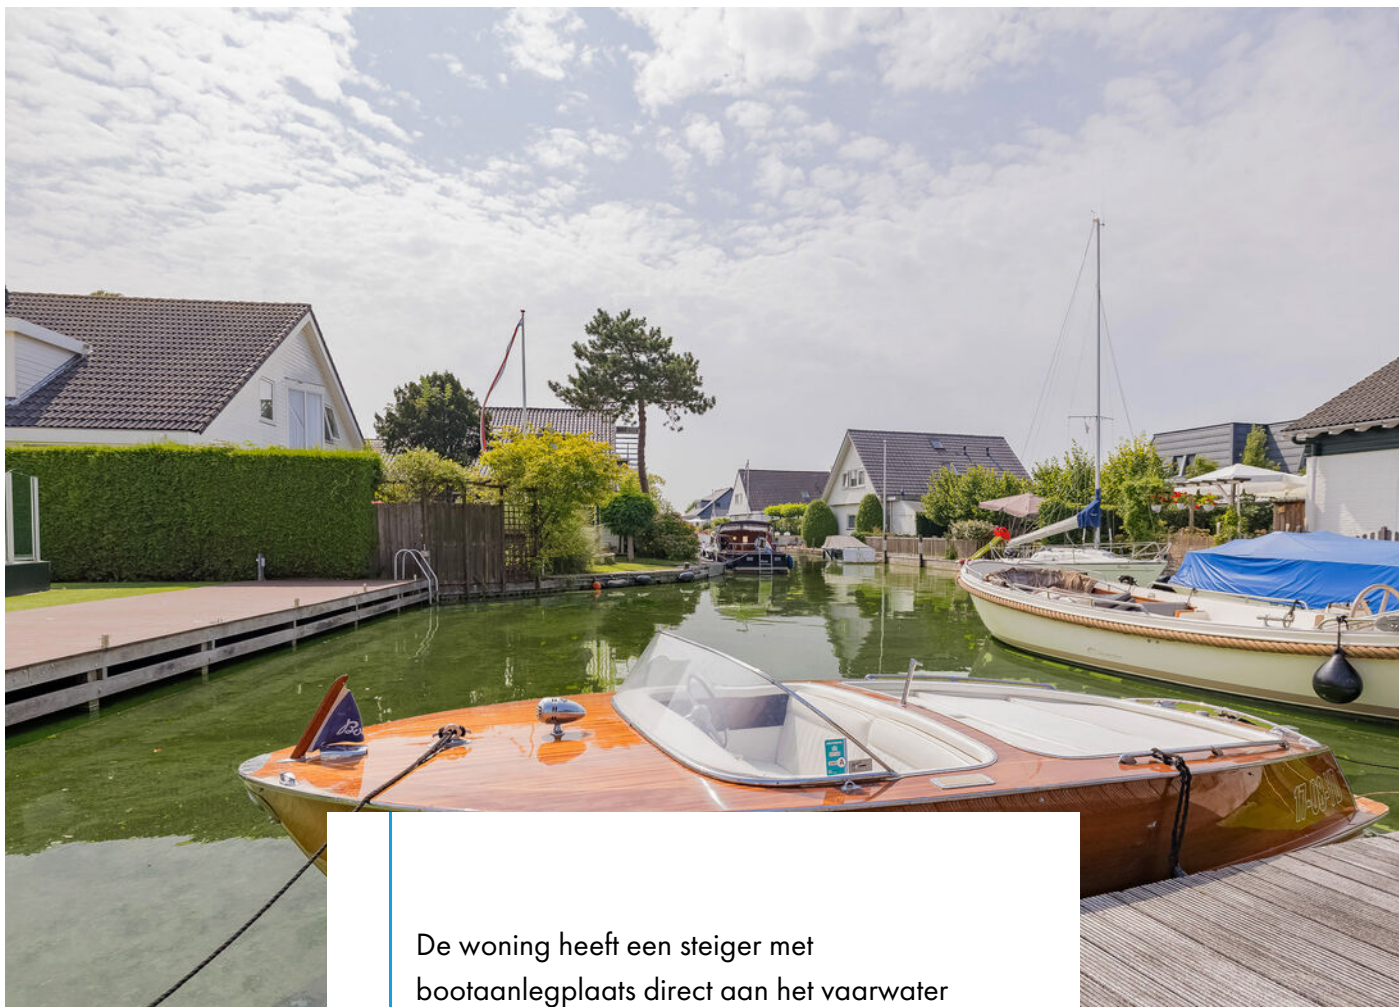 De woning heeft een steiger met
bootaanlegplaats direct aan het vaarwater